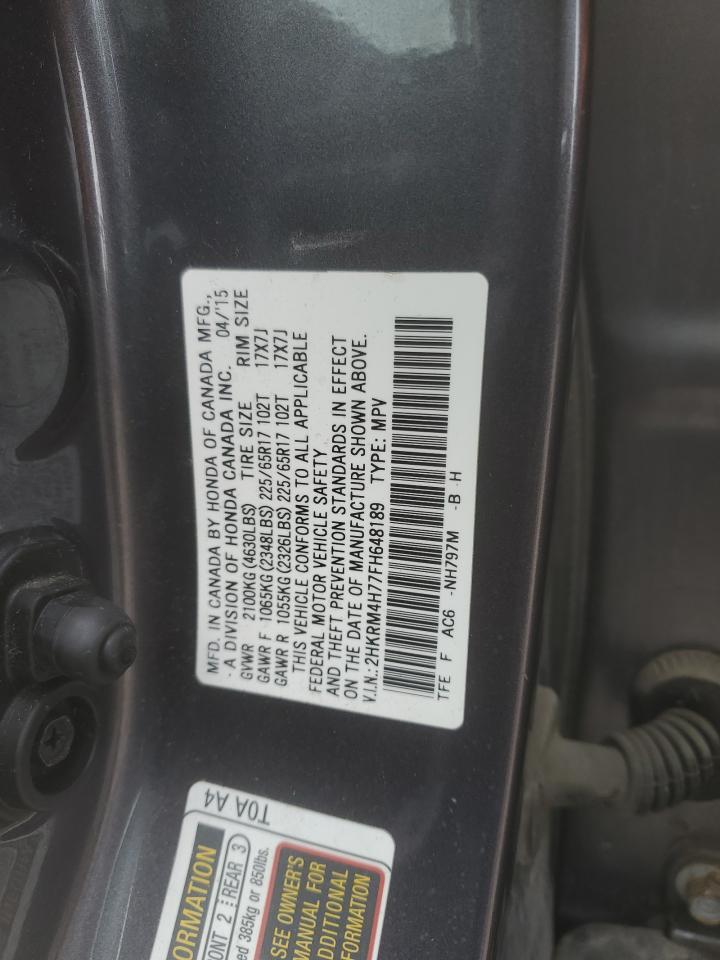 MFD. IN CANADA BY HONDA OF CANADA MFG.,
- A DIVISION OF HONDA CANADA INC. 04/'15
GVWR 2100KG(4630LBS) TIRE SIZE RIM SIZE
GAWR F 1065KG(2348LBS)225/65R17 102T 17X7J
GAWR R 1055KG(2326LBS)225/65R17 102T 17X7J
THIS VEHICLE CONFORMS TO ALL APPLICABLE
FEDERAL MOTOR VEHICLE SAFETY
AND THEFT PREVENTION STANDARDS IN EFFECT
ON THE DATE OF MANUFACTURE SHOWN ABOVE.
V.I.N.:2HKRM4H77FH648189 TYPE: MPV
TFE F AC6 -NH797M -B -H
TOA A4
ORMATION
ONT 2 REAR 3
ed 385kg or 850lbs.
SEE OWNER'S
MANUAL FOR
DDITIONAL
FORMATION